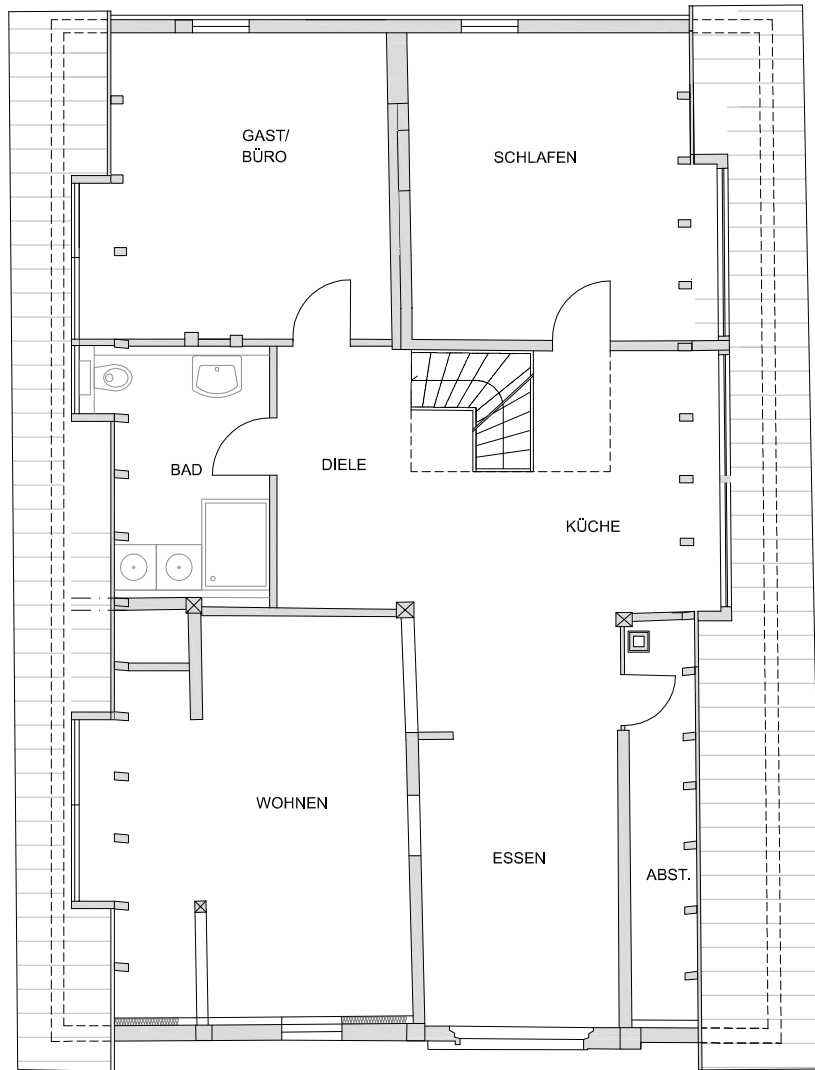 GAST/
BÜRO
SCHLAFEN
BAD
DIELE
KÜCHE
WOHNEN
ESSEN
ABST.